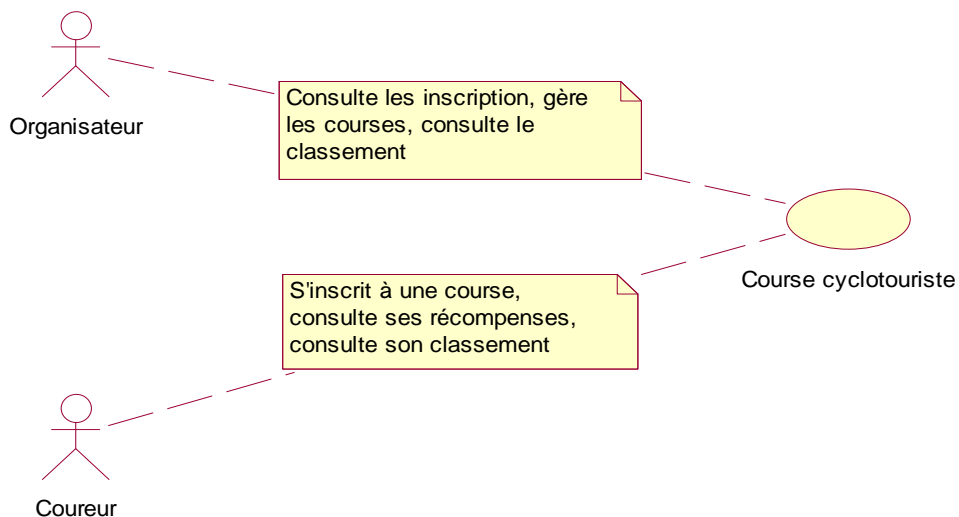 Organisateur
Consulte les inscription, gère
les courses, consulte le
classement
Course cyclotouriste
S'inscrit à une course,
consulte ses récompenses,
consulte son classement
Coureur